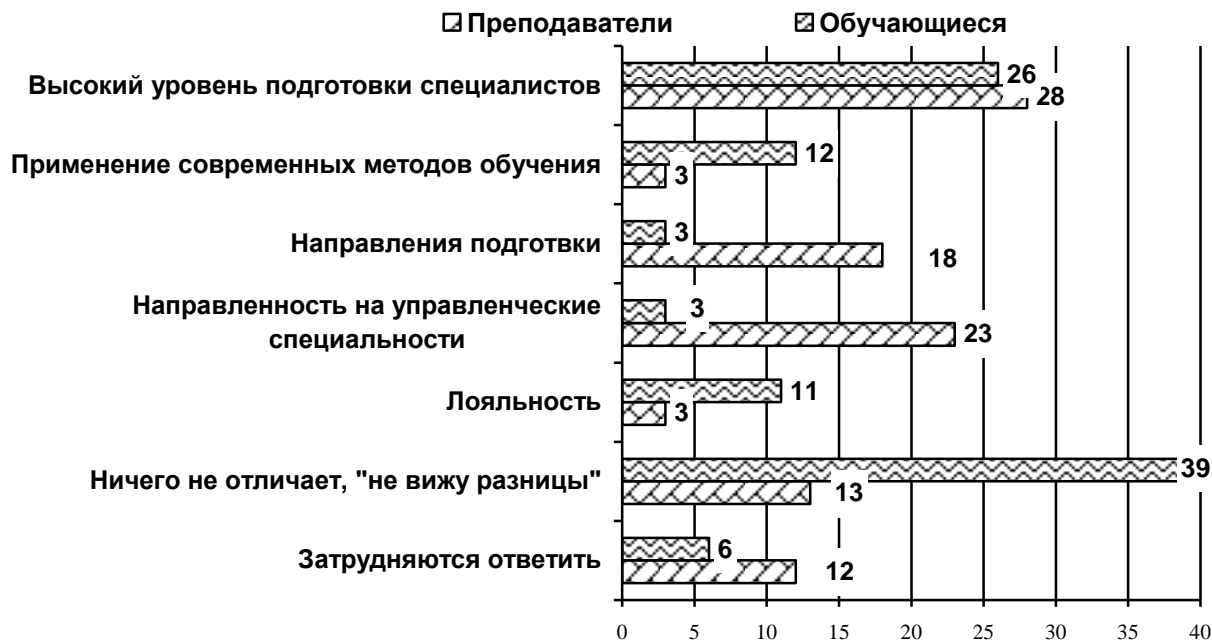 Преподаватели Обучающиеся
Высокий уровень подготовки специалистов
26
28
Применение современных методов обучения
12
3
Направления подготвки
3
18
Направленность на управленческие
специальности
3
23
Лояльность
11
3
Ничего не отличает, "не вижу разницы"
39
13
Затрудняются ответить
6
12
0 5 10 15 20 25 30 35 40